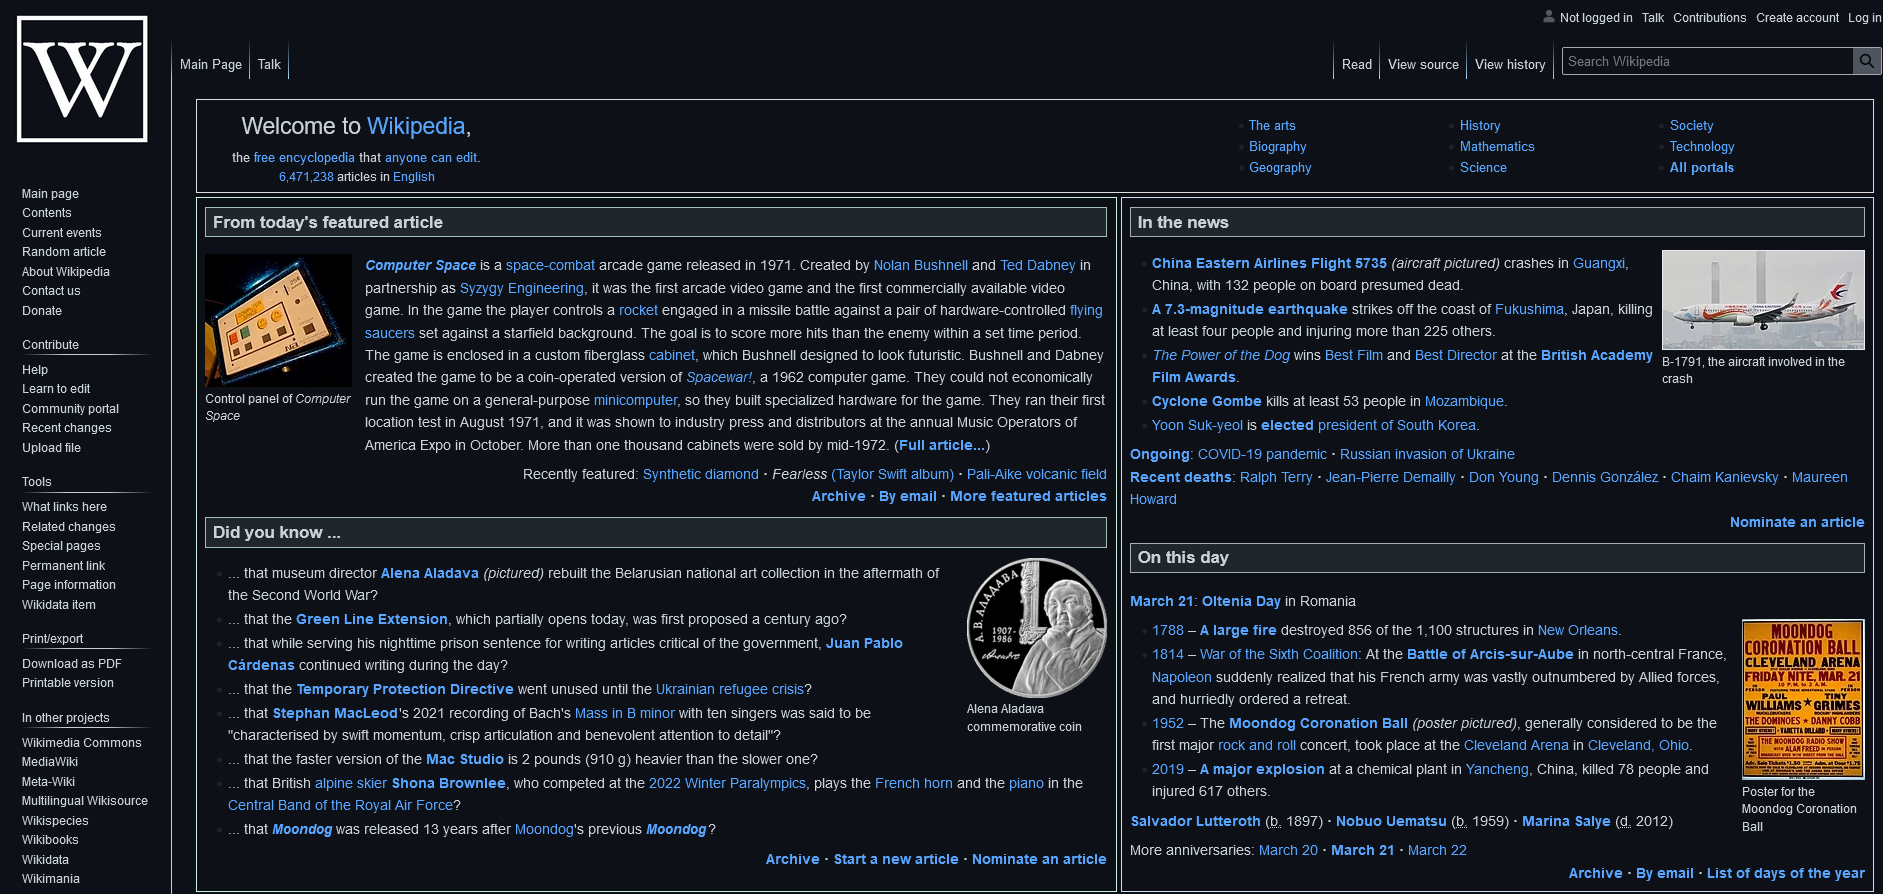 W
Not logged in Talk Contributions Create account Log in
Main Page Talk
Read View source View history Search Wikipedia
Welcome to Wikipedia,
the free encyclopedia that anyone can edit.
6,471,238 articles in English
The arts
Biography
Geography
History
Mathematics
Science
Society
Technology
All portals
Main page
Contents
Current events
Random article
About Wikipedia
Contact us
Donate
Contribute
Help
Learn to edit
Community portal
Recent changes
Upload file
Tools
What links here
Related changes
Special pages
Permanent link
Page information
Wikidata item
Print/export
Download as PDF
Printable version
In other projects
Wikimedia Commons
MediaWiki
Meta-Wiki
Multilingual Wikisource
Wikispecies
Wikibooks
Wikidata
Wikimania
From today's featured article
Control panel of Computer
Space
Computer Space is a space-combat arcade game released in 1971. Created by Nolan Bushnell and Ted Dabney in
partnership as Syzygy Engineering, it was the first arcade video game and the first commercially available video
game. In the game the player controls a rocket engaged in a missile battle against a pair of hardware-controlled flying
saucers set against a starfield background. The goal is to score more hits than the enemy within a set time period.
The game is enclosed in a custom fiberglass cabinet, which Bushnell designed to look futuristic. Bushnell and Dabney
created the game to be a coin-operated version of Spacewar!, a 1962 computer game. They could not economically
run the game on a general-purpose minicomputer, so they built specialized hardware for the game. They ran their first
location test in August 1971, and it was shown to industry press and distributors at the annual Music Operators of
America Expo in October. More than one thousand cabinets were sold by mid-1972. (Full article...)
Recently featured: Synthetic diamond · Fearless (Taylor Swift album) · Pali-Aike volcanic field
Archive · By email · More featured articles
Did you know ...
... that museum director Alena Aladava (pictured) rebuilt the Belarusian national art collection in the aftermath of
the Second World War?
... that the Green Line Extension, which partially opens today, was first proposed a century ago?
... that while serving his nighttime prison sentence for writing articles critical of the government, Juan Pablo
Cárdenas continued writing during the day?
... that the Temporary Protection Directive went unused until the Ukrainian refugee crisis?
... that Stephan MacLeod's 2021 recording of Bach's Mass in B minor with ten singers was said to be
"characterised by swift momentum, crisp articulation and benevolent attention to detail"?
... that the faster version of the Mac Studio is 2 pounds (910 g) heavier than the slower one?
... that British alpine skier Shona Brownlee, who competed at the 2022 Winter Paralympics, plays the French horn and the piano in the
Central Band of the Royal Air Force?
... that Moondog was released 13 years after Moondog's previous Moondog?
А.В.АЛАДАВА
1907-
1986
Alena Aladava
commemorative coin
Archive · Start a new article · Nominate an article
In the news
China Eastern Airlines Flight 5735 (aircraft pictured) crashes in Guangxi,
China, with 132 people on board presumed dead.
A 7.3-magnitude earthquake strikes off the coast of Fukushima, Japan, killing
at least four people and injuring more than 225 others.
The Power of the Dog wins Best Film and Best Director at the British Academy
Film Awards.
Cyclone Gombe kills at least 53 people in Mozambique.
Yoon Suk-yeol is elected president of South Korea.
B-1791, the aircraft involved in the
crash
Ongoing: COVID-19 pandemic · Russian invasion of Ukraine
Recent deaths: Ralph Terry · Jean-Pierre Demailly · Don Young · Dennis González · Chaim Kanievsky · Maureen
Howard
Nominate an article
On this day
March 21: Oltenia Day in Romania
1788 – A large fire destroyed 856 of the 1,100 structures in New Orleans.
1814 – War of the Sixth Coalition: At the Battle of Arcis-sur-Aube in north-central France,
Napoleon suddenly realized that his French army was vastly outnumbered by Allied forces,
and hurriedly ordered a retreat.
1952 – The Moondog Coronation Ball (poster pictured), generally considered to be the
first major rock and roll concert, took place at the Cleveland Arena in Cleveland, Ohio.
2019 – A major explosion at a chemical plant in Yancheng, China, killed 78 people and
injured 617 others.
MOONDOG
CORONATION BALL
CLEVELAND ARENA
FRIDAY NITE, MAR. 21
10 P.M. to 2 A.M.
PAUL TINY
WILLIAMS ★ GRIMES
THE DOMINOES ★ DANNY COBB
VARETTA DILLARD
THE MOONDOG RADIO SHOW
WITH ALAN FREED IN PERSON
Adv. Sale Tickets $1.50 Adm. at Door $1.75
Poster for the
Moondog Coronation
Ball
Salvador Lutteroth (b. 1897) · Nobuo Uematsu (b. 1959) · Marina Salye (d. 2012)
More anniversaries: March 20 · March 21 · March 22
Archive · By email · List of days of the year